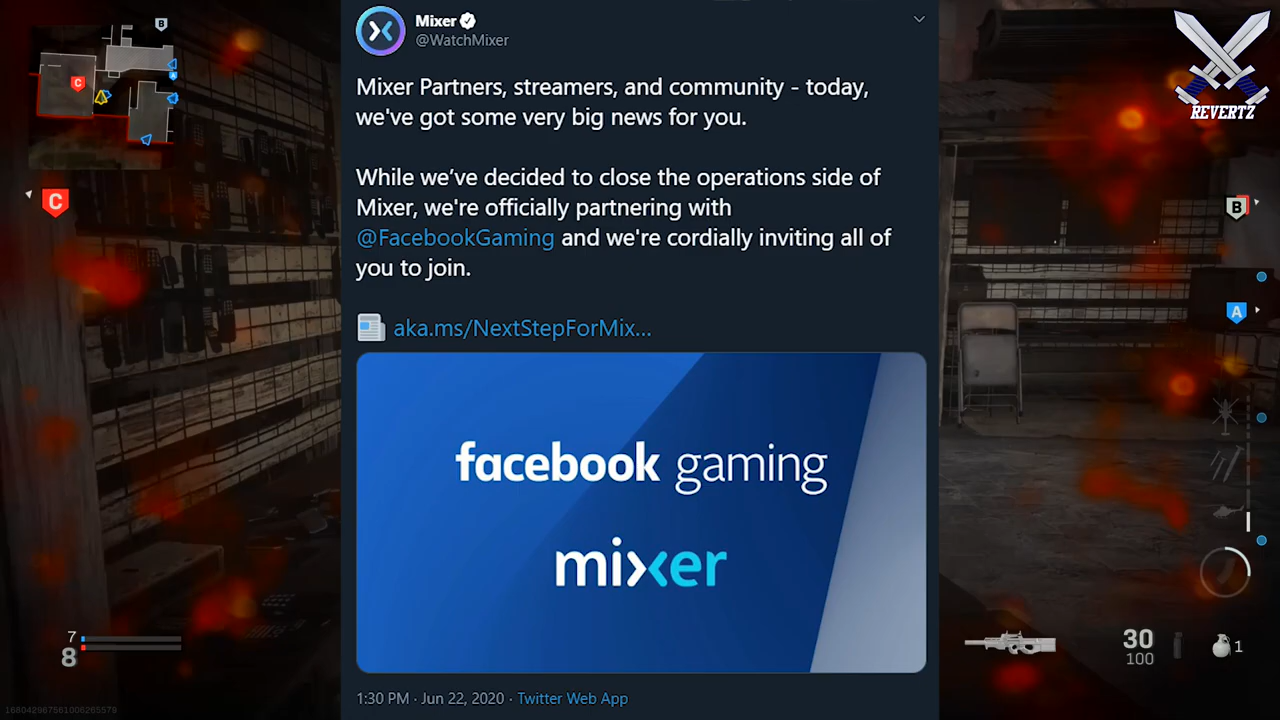 Mixer
@WatchMixer
Mixer Partners, streamers, and community - today,
we've got some very big news for you.
While we’ve decided to close the operations side of
Mixer, we're officially partnering with
@FacebookGaming and we're cordially inviting all of
you to join.
aka.ms/NextStepForMix...
facebook gaming
mixer
1:30 PM · Jun 22, 2020 · Twitter Web App
REVERTZ
B
C
A
C
B
A
7
8
30
100
1